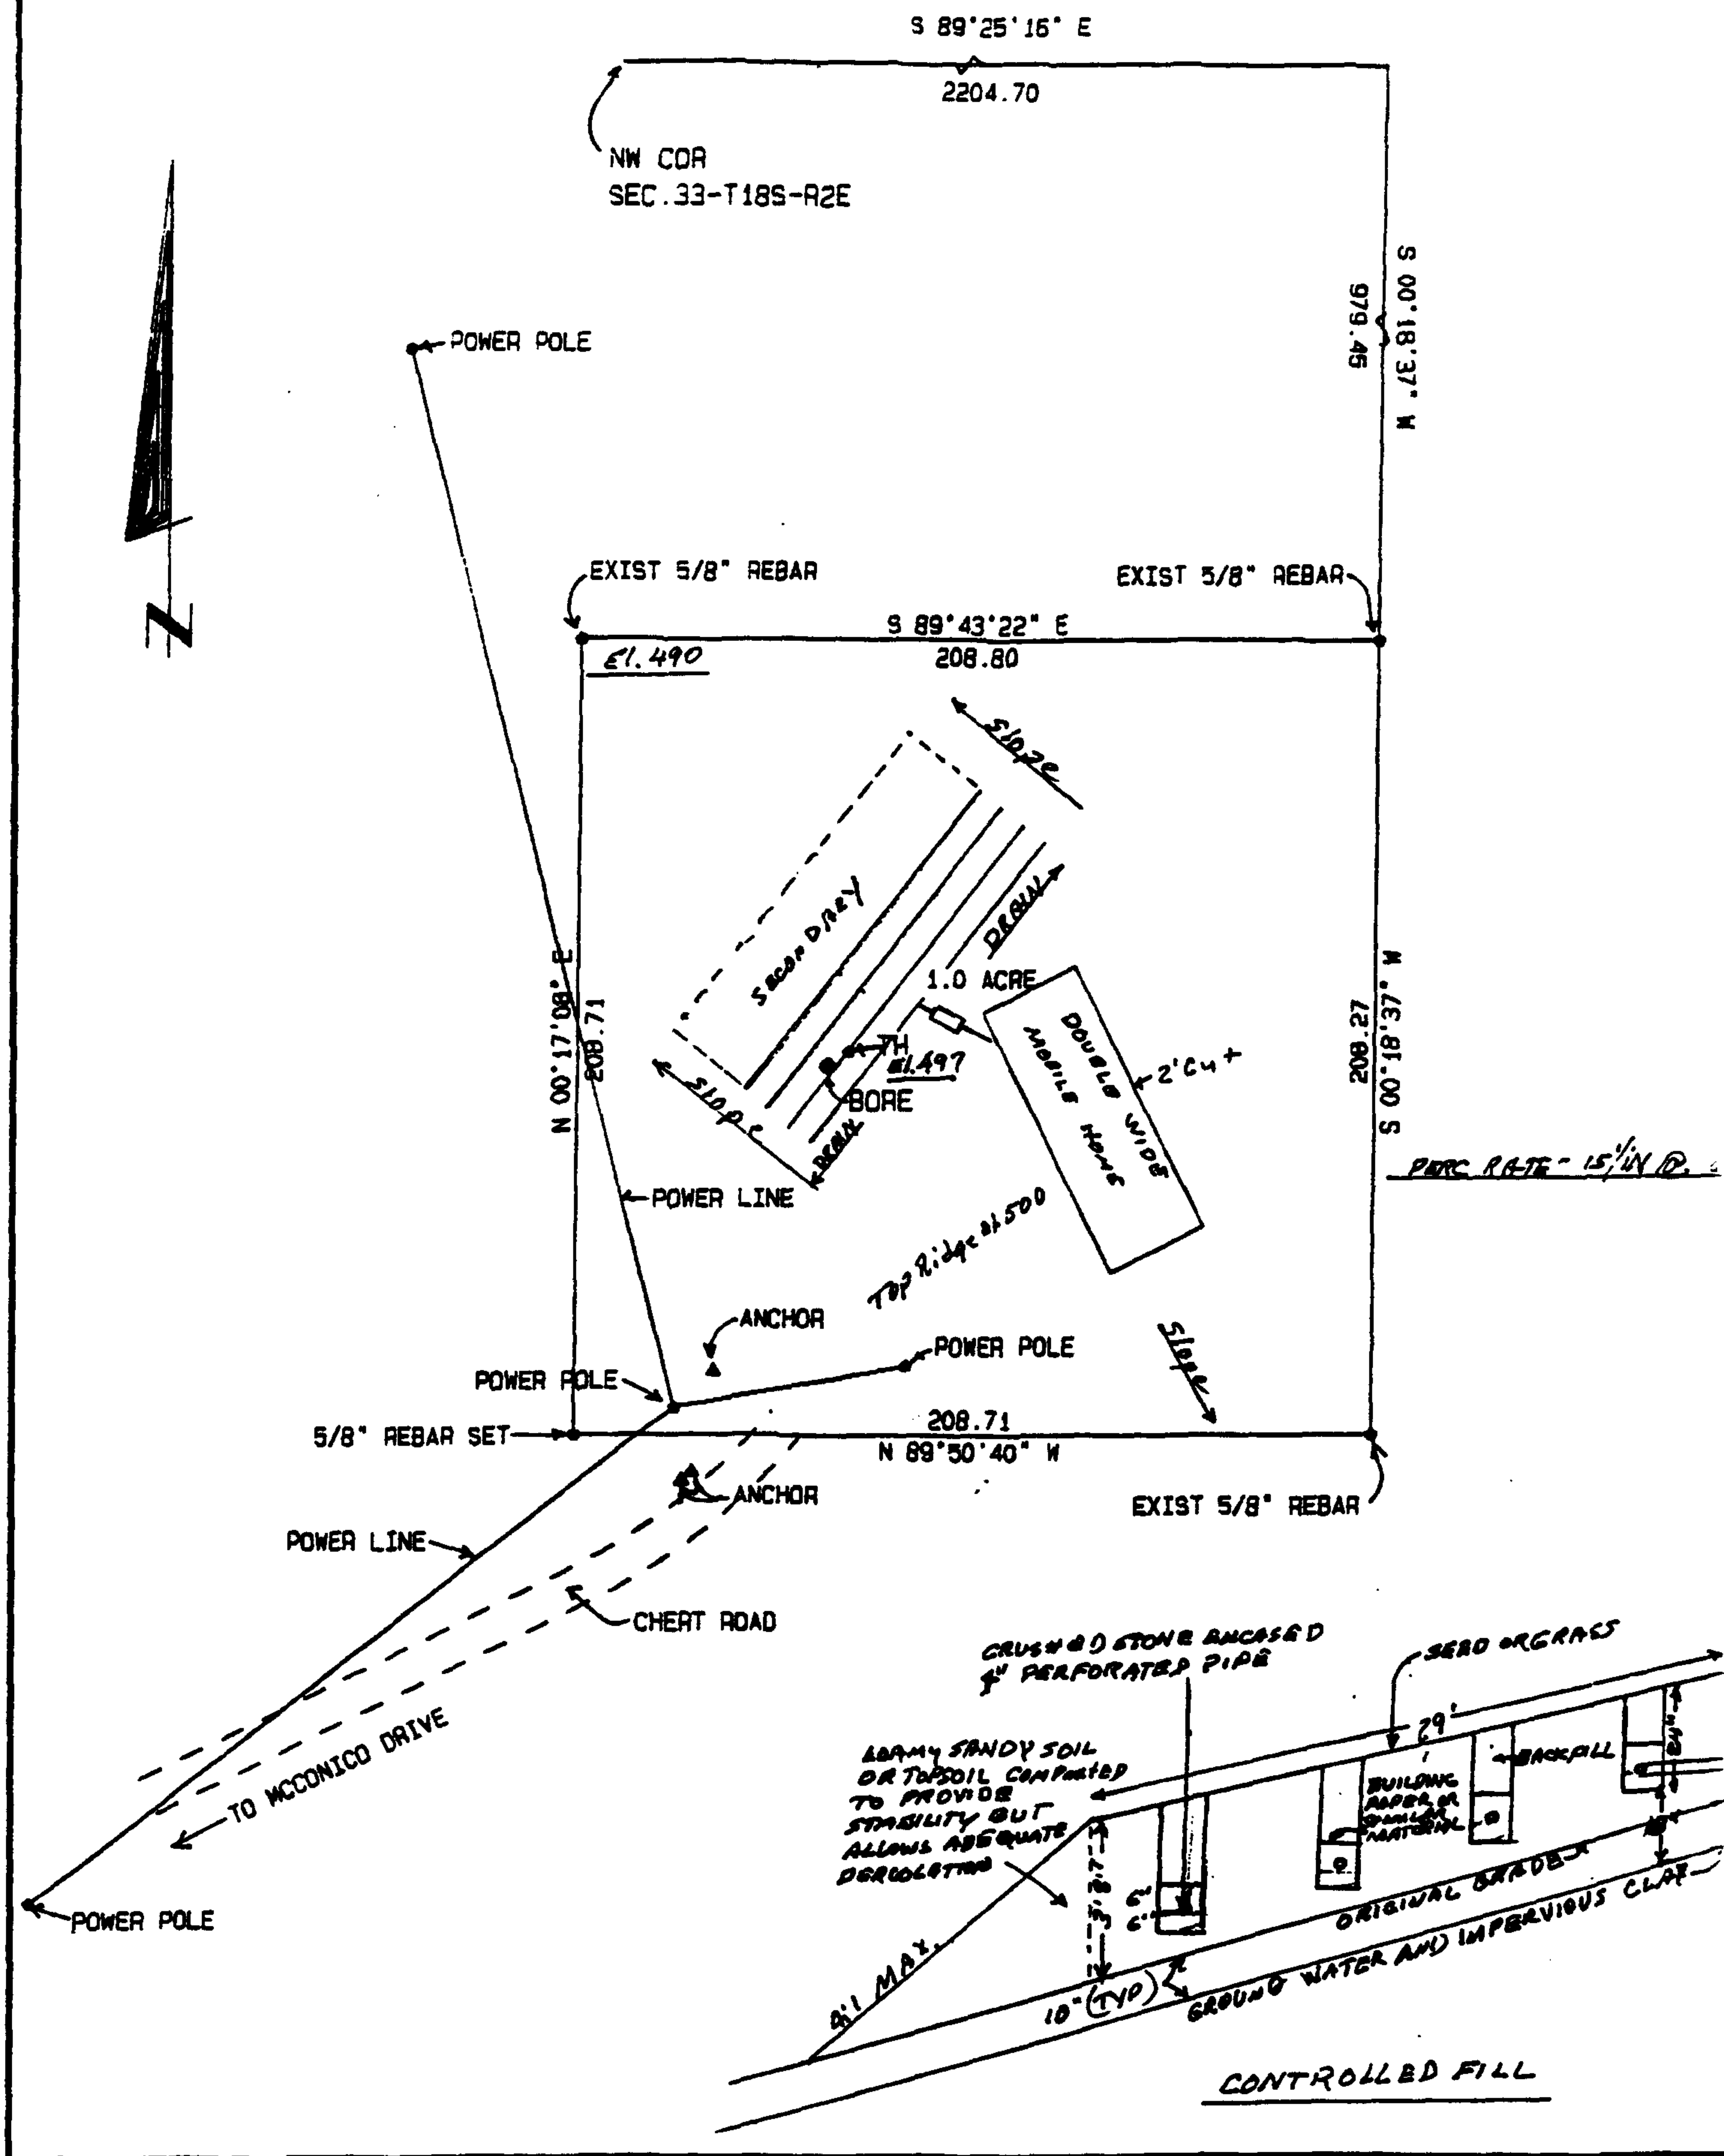 S 89°25'16" E
2204.70
NW COR
SEC.33-T18S-R2E
S 00°18'37" W
979.45
POWER POLE
N
EXIST 5/8" REBAR
EXIST 5/8" REBAR
S 89°43'22" E
208.80
El. 490
Slope
SECONDARY
DRAIN
1.0 ACRE
N 00°17'08" E
208.71
TH
El. 497
BORE
Slope
DRAIN
DOUBLE WIDE
MOBILE HOME
2' Cut
208.27
S 00°18'37" W
PERC RATE - 15
POWER LINE
TOP Ridge at 500
ANCHOR
POWER POLE
POWER POLE
Slope
5/8" REBAR SET
208.71
N 89°50'40" W
ANCHOR
EXIST 5/8" REBAR
POWER LINE
CHERT ROAD
TO MCCONICO DRIVE
POWER POLE
CRUSHED STONE ENCASED
4" PERFORATED PIPE
SEED OR GRASS
29'
LOAMY SANDY SOIL
OR TOPSOIL COMPACTED
TO PROVIDE
STABILITY BUT
ALLOWS ADEQUATE
PERCOLATION
BACKFILL
24"
BUILDING
PAPER OR
SIMILAR
MATERIAL
6"
6"
MAX.
10" (TYP)
ORIGINAL GRADE
GROUND WATER AND IMPERVIOUS CLAY
CONTROLLED FILL